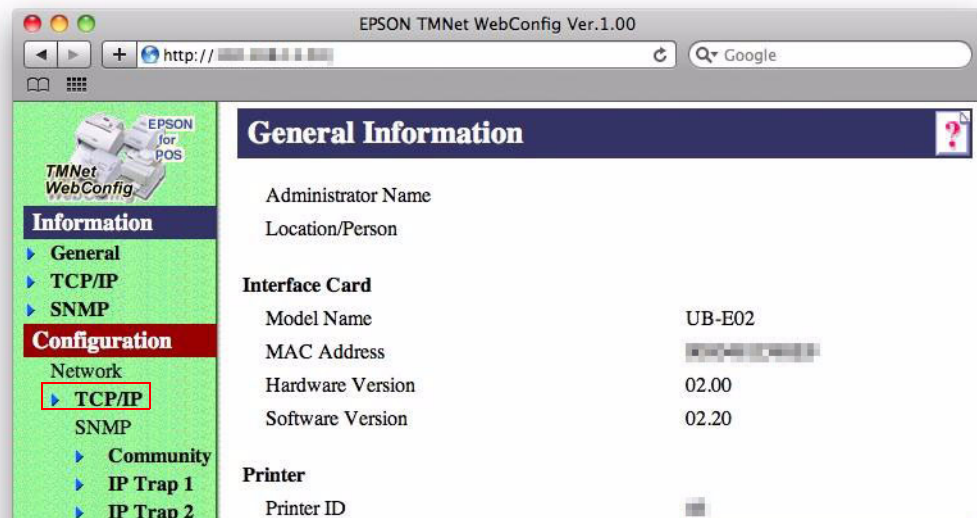 EPSON TMNet WebConfig Ver.1.00
http://
Google
EPSON
for
POS
TMNet
WebConfig
Information
General
TCP/IP
SNMP
Configuration
Network
TCP/IP
SNMP
Community
IP Trap 1
IP Trap 2
General Information
?
Administrator Name
Location/Person
Interface Card
Model Name UB-E02
MAC Address
Hardware Version 02.00
Software Version 02.20
Printer
Printer ID